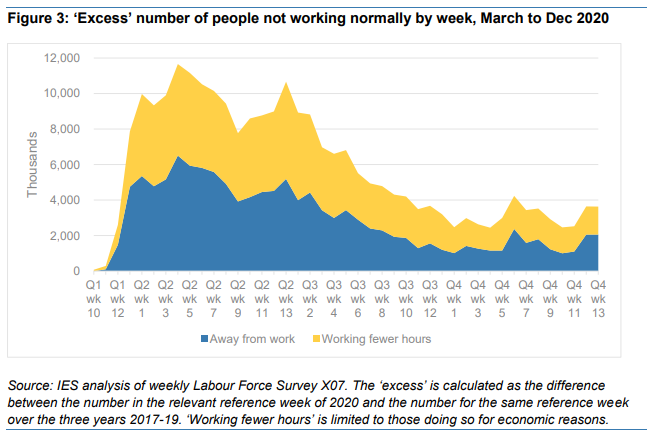 Figure 3: ‘Excess’ number of people not working normally by week, March to Dec 2020
12,000
10,000
8,000
6,000
4,000
2,000
0
Thousands
Q1 Q1 Q2 Q2 Q2 Q2 Q2 Q2 Q2 Q3 Q3 Q3 Q3 Q3 Q3 Q4 Q4 Q4 Q4 Q4 Q4 Q4
wk wk wk wk wk wk wk wk wk wk wk wk wk wk wk wk wk wk wk wk wk wk
10 12 1 3 5 7 9 11 13 2 4 6 8 10 12 1 3 5 7 9 11 13
Away from work Working fewer hours
Source: IES analysis of weekly Labour Force Survey X07. The ‘excess’ is calculated as the difference
between the number in the relevant reference week of 2020 and the number for the same reference week
over the three years 2017-19. ‘Working fewer hours’ is limited to those doing so for economic reasons.